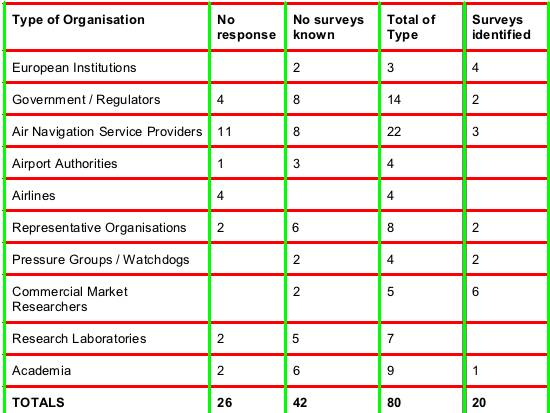 Type of Organisation No response No surveys known Total of Type Surveys identified
European Institutions 2 3 4
Government / Regulators 4 8 14 2
Air Navigation Service Providers 11 8 22 3
Airport Authorities 1 3 4
Airlines 4 4
Representative Organisations 2 6 8 2
Pressure Groups / Watchdogs 2 4 2
Commercial Market Researchers 2 5 6
Research Laboratories 2 5 7
Academia 2 6 9 1
TOTALS 26 42 80 20